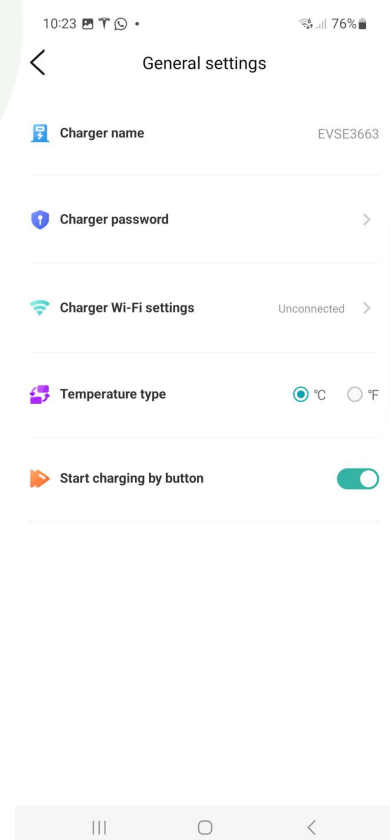 10:23 76%
General settings
Charger name EVSE3663
Charger password
Charger Wi-Fi settings Unconnected
Temperature type °C °F
Start charging by button